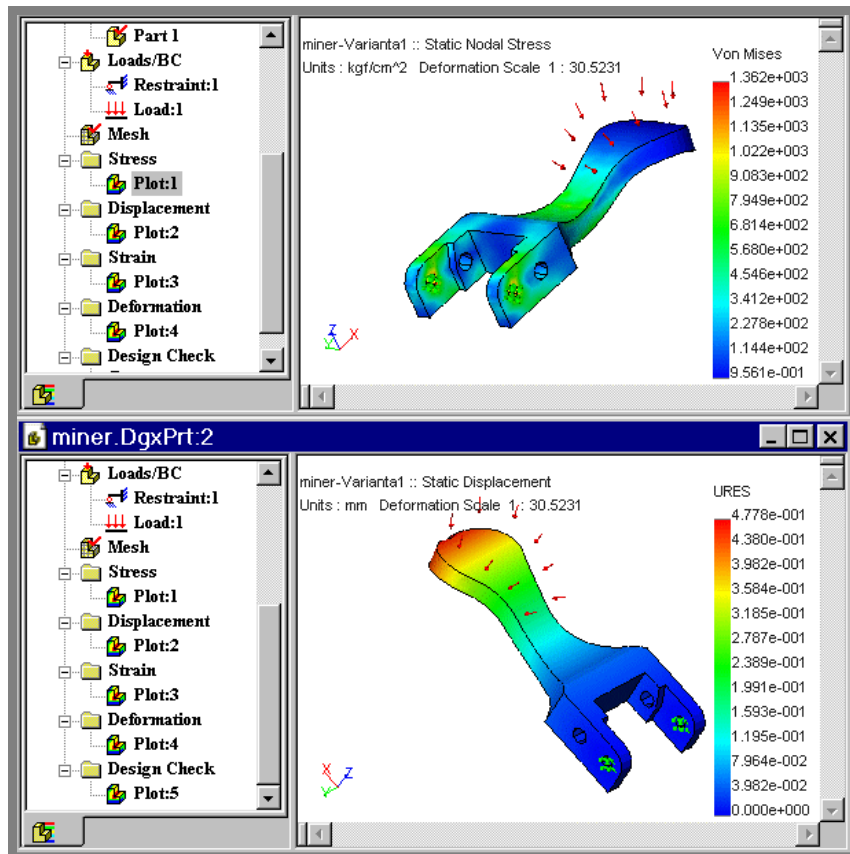 Part 1
Loads/BC
Restraint:1
Load:1
Mesh
Stress
Plot:1
Displacement
Plot:2
Strain
Plot:3
Deformation
Plot:4
Design Check
miner-Varianta1 :: Static Nodal Stress
Units : kgf/cm^2 Deformation Scale 1 : 30.5231
Von Mises
1.362e+003
1.249e+003
1.135e+003
1.022e+003
9.083e+002
7.949e+002
6.814e+002
5.680e+002
4.546e+002
3.412e+002
2.278e+002
1.144e+002
9.561e-001
Z
X
Y
miner.DgxPrt:2
Loads/BC
Restraint:1
Load:1
Mesh
Stress
Plot:1
Displacement
Plot:2
Strain
Plot:3
Deformation
Plot:4
Design Check
Plot:5
miner-Varianta1 :: Static Displacement
Units : mm Deformation Scale 1 : 30.5231
URES
4.778e-001
4.380e-001
3.982e-001
3.584e-001
3.185e-001
2.787e-001
2.389e-001
1.991e-001
1.593e-001
1.195e-001
7.964e-002
3.982e-002
0.000e+000
X
Z
Y